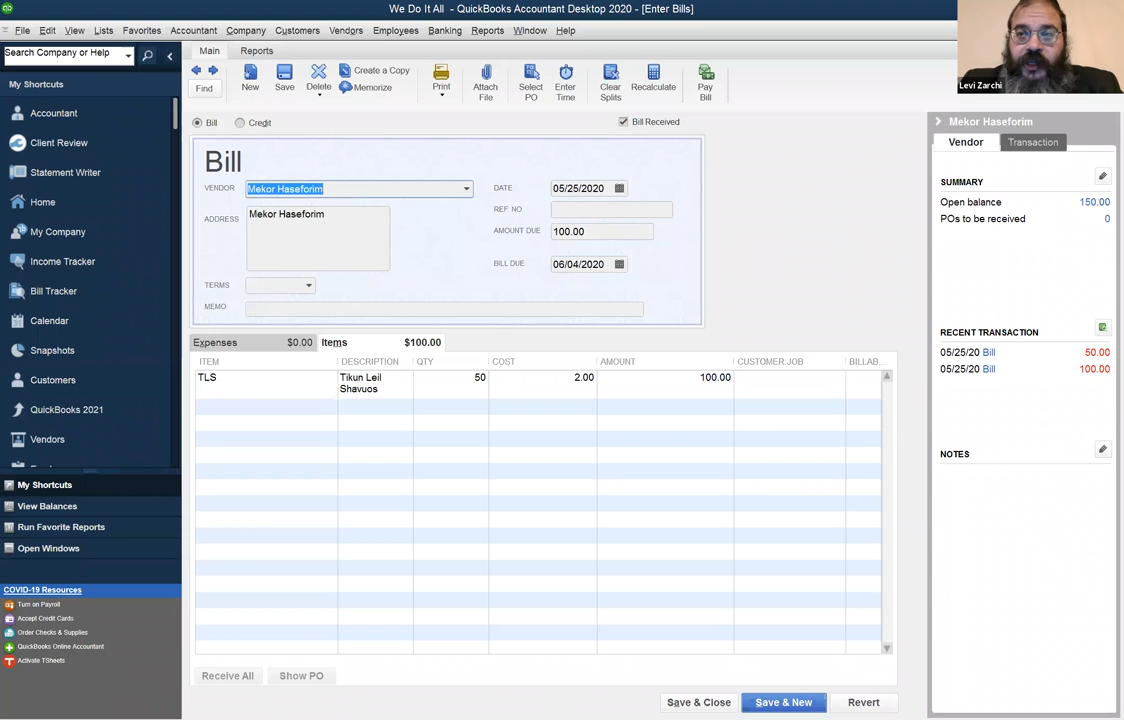 We Do It All - QuickBooks Accountant Desktop 2020 - [Enter Bills]
File Edit View Lists Favorites Accountant Company Customers Vendors Employees Banking Reports Window Help
Search Company or Help
My Shortcuts
Accountant
Client Review
Statement Writer
Home
My Company
Income Tracker
Bill Tracker
Calendar
Snapshots
Customers
QuickBooks 2021
Vendors
My Shortcuts
View Balances
Run Favorite Reports
Open Windows
COVID-19 Resources
Turn on Payroll
Accept Credit Cards
Order Checks & Supplies
QuickBooks Online Accountant
Activate TSheets
Main Reports
Find
New
Save
Delete
Create a Copy
Memorize
Print
Attach
File
Select
PO
Enter
Time
Clear
Splits
Recalculate
Pay
Bill
Bill Credit Bill Received
Bill
VENDOR Mekor Haseforim
ADDRESS Mekor Haseforim
TERMS
MEMO
DATE 05/25/2020
REF. NO
AMOUNT DUE 100.00
BILL DUE 06/04/2020
Expenses $0.00 Items $100.00
ITEM DESCRIPTION QTY COST AMOUNT CUSTOMER:JOB BILLAB...
TLS Tikun Leil 50 2.00 100.00
Shavuos
Receive All Show PO
Save & Close Save & New Revert
Levi Zarchi
Mekor Haseforim
Vendor Transaction
SUMMARY
Open balance 150.00
POs to be received 0
RECENT TRANSACTION
05/25/20 Bill 50.00
05/25/20 Bill 100.00
NOTES